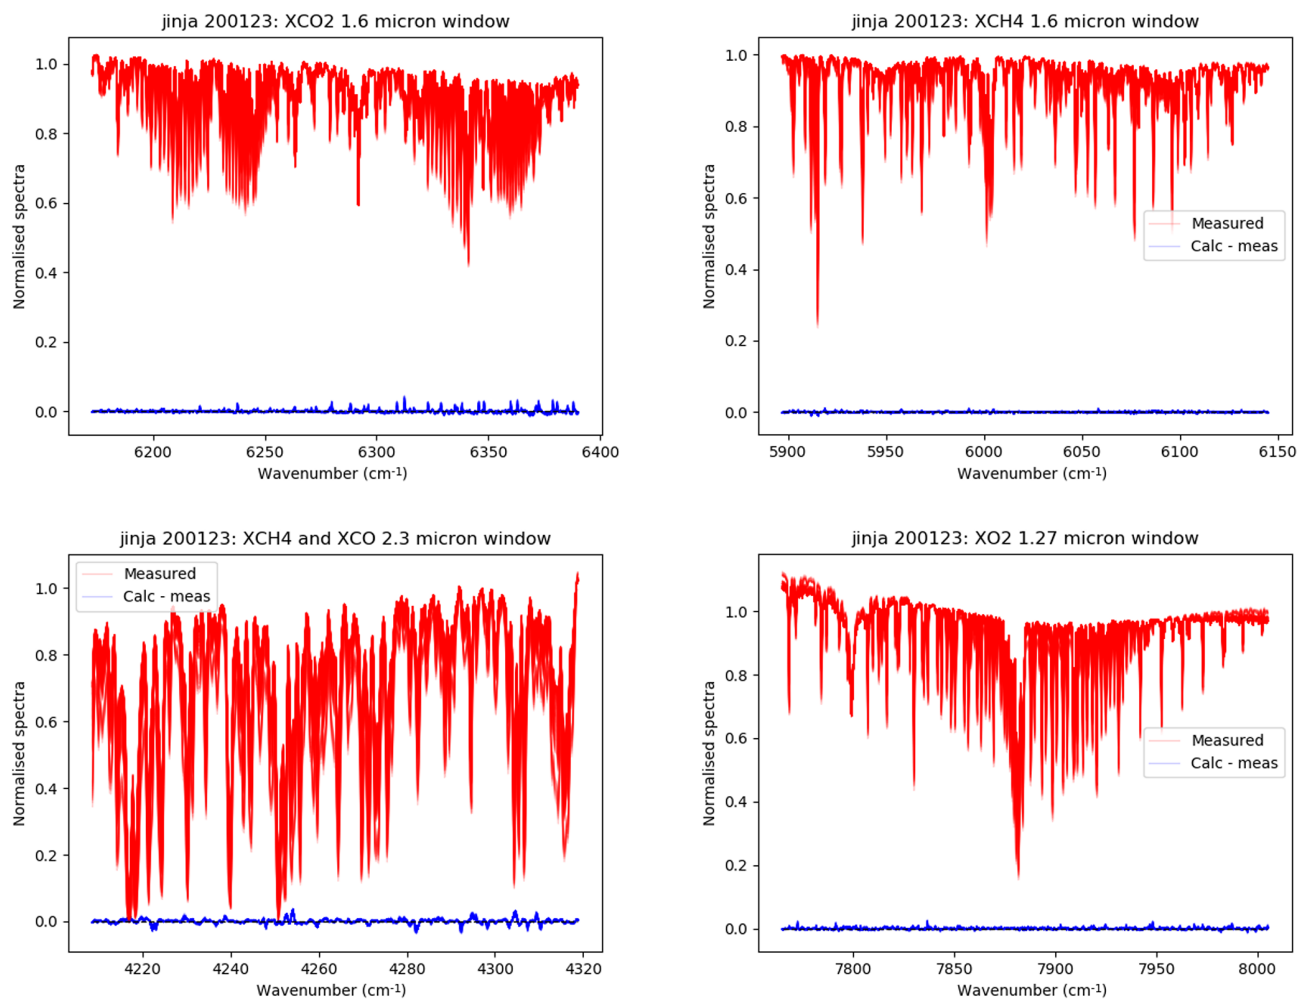 jinja 200123: XCO2 1.6 micron window
Normalised spectra
1.0
0.8
0.6
0.4
0.2
0.0
6200 6250 6300 6350 6400
Wavenumber (cm-1)
jinja 200123: XCH4 1.6 micron window
Normalised spectra
1.0
0.8
0.6
0.4
0.2
0.0
Measured
Calc - meas
5900 5950 6000 6050 6100 6150
Wavenumber (cm-1)
jinja 200123: XCH4 and XCO 2.3 micron window
Normalised spectra
Measured
Calc - meas
1.0
0.8
0.6
0.4
0.2
0.0
4220 4240 4260 4280 4300 4320
Wavenumber (cm-1)
jinja 200123: XO2 1.27 micron window
Normalised spectra
1.0
0.8
0.6
0.4
0.2
0.0
Measured
Calc - meas
7800 7850 7900 7950 8000
Wavenumber (cm-1)